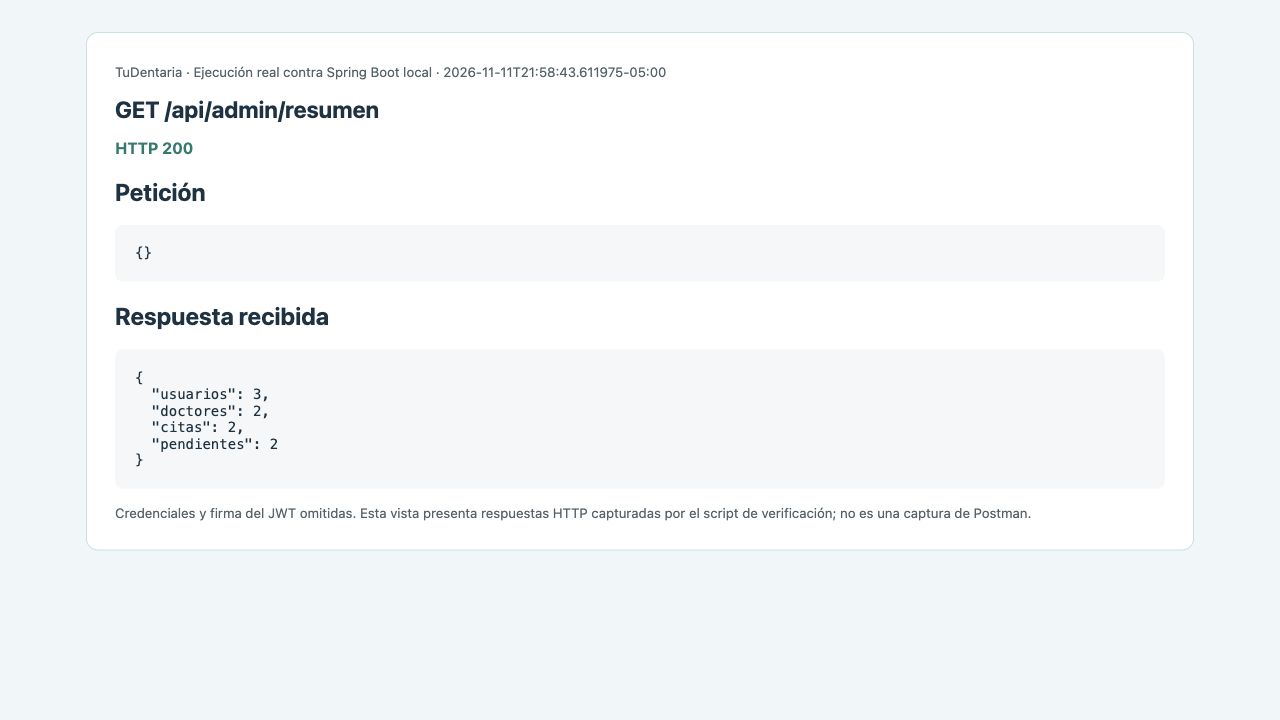 TuDentaria · Ejecución real contra Spring Boot local · 2026-11-11T21:58:43.611975-05:00
GET /api/admin/resumen
HTTP 200
Petición
{}
Respuesta recibida
{
  "usuarios": 3,
  "doctores": 2,
  "citas": 2,
  "pendientes": 2
}
Credenciales y firma del JWT omitidas. Esta vista presenta respuestas HTTP capturadas por el script de verificación; no es una captura de Postman.